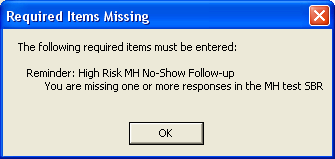 Required Items Missing
The following required items must be entered:
Reminder: High Risk MH No-Show Follow-up
You are missing one or more responses in the MH test SBR
OK